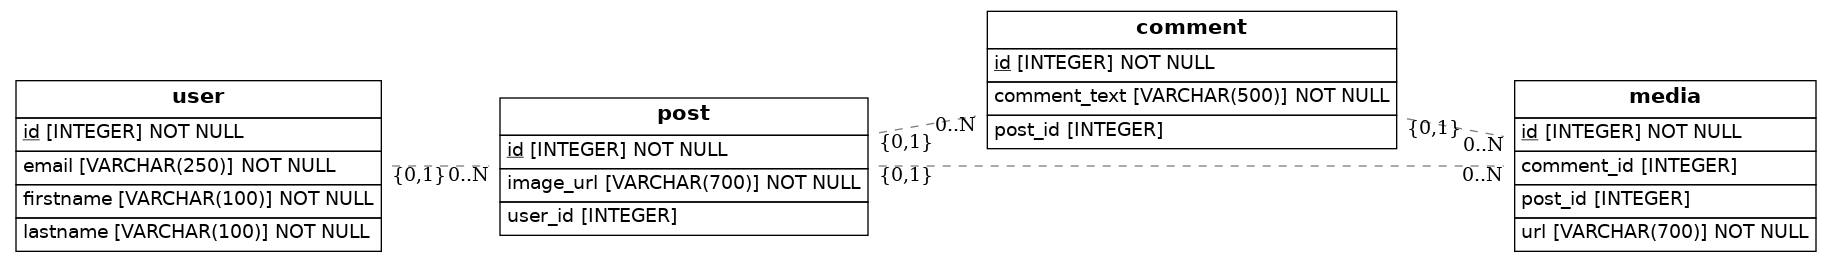 user
id [INTEGER] NOT NULL
email [VARCHAR(250)] NOT NULL
firstname [VARCHAR(100)] NOT NULL
lastname [VARCHAR(100)] NOT NULL
{0,1} 0..N
post
id [INTEGER] NOT NULL
image_url [VARCHAR(700)] NOT NULL
user_id [INTEGER]
0..N
{0,1}
{0,1}
0..N
comment
id [INTEGER] NOT NULL
comment_text [VARCHAR(500)] NOT NULL
post_id [INTEGER]
{0,1}
0..N
media
id [INTEGER] NOT NULL
comment_id [INTEGER]
post_id [INTEGER]
url [VARCHAR(700)] NOT NULL